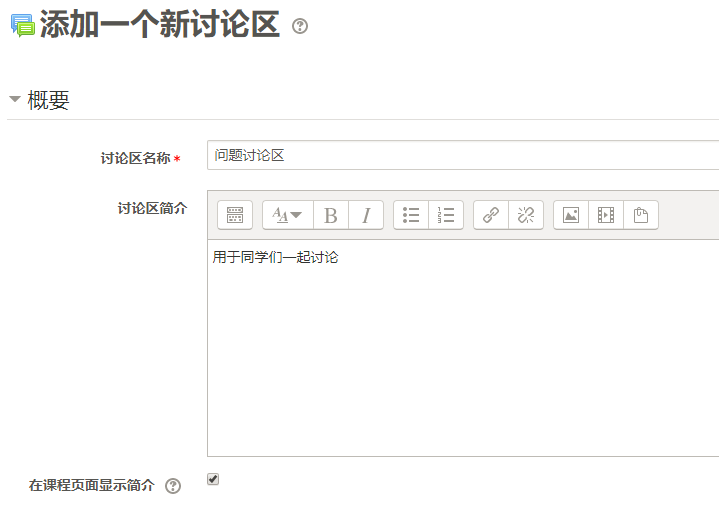 添加一个新讨论区
概要
讨论区名称*
问题讨论区
讨论区简介
用于同学们一起讨论
在课程页面显示简介